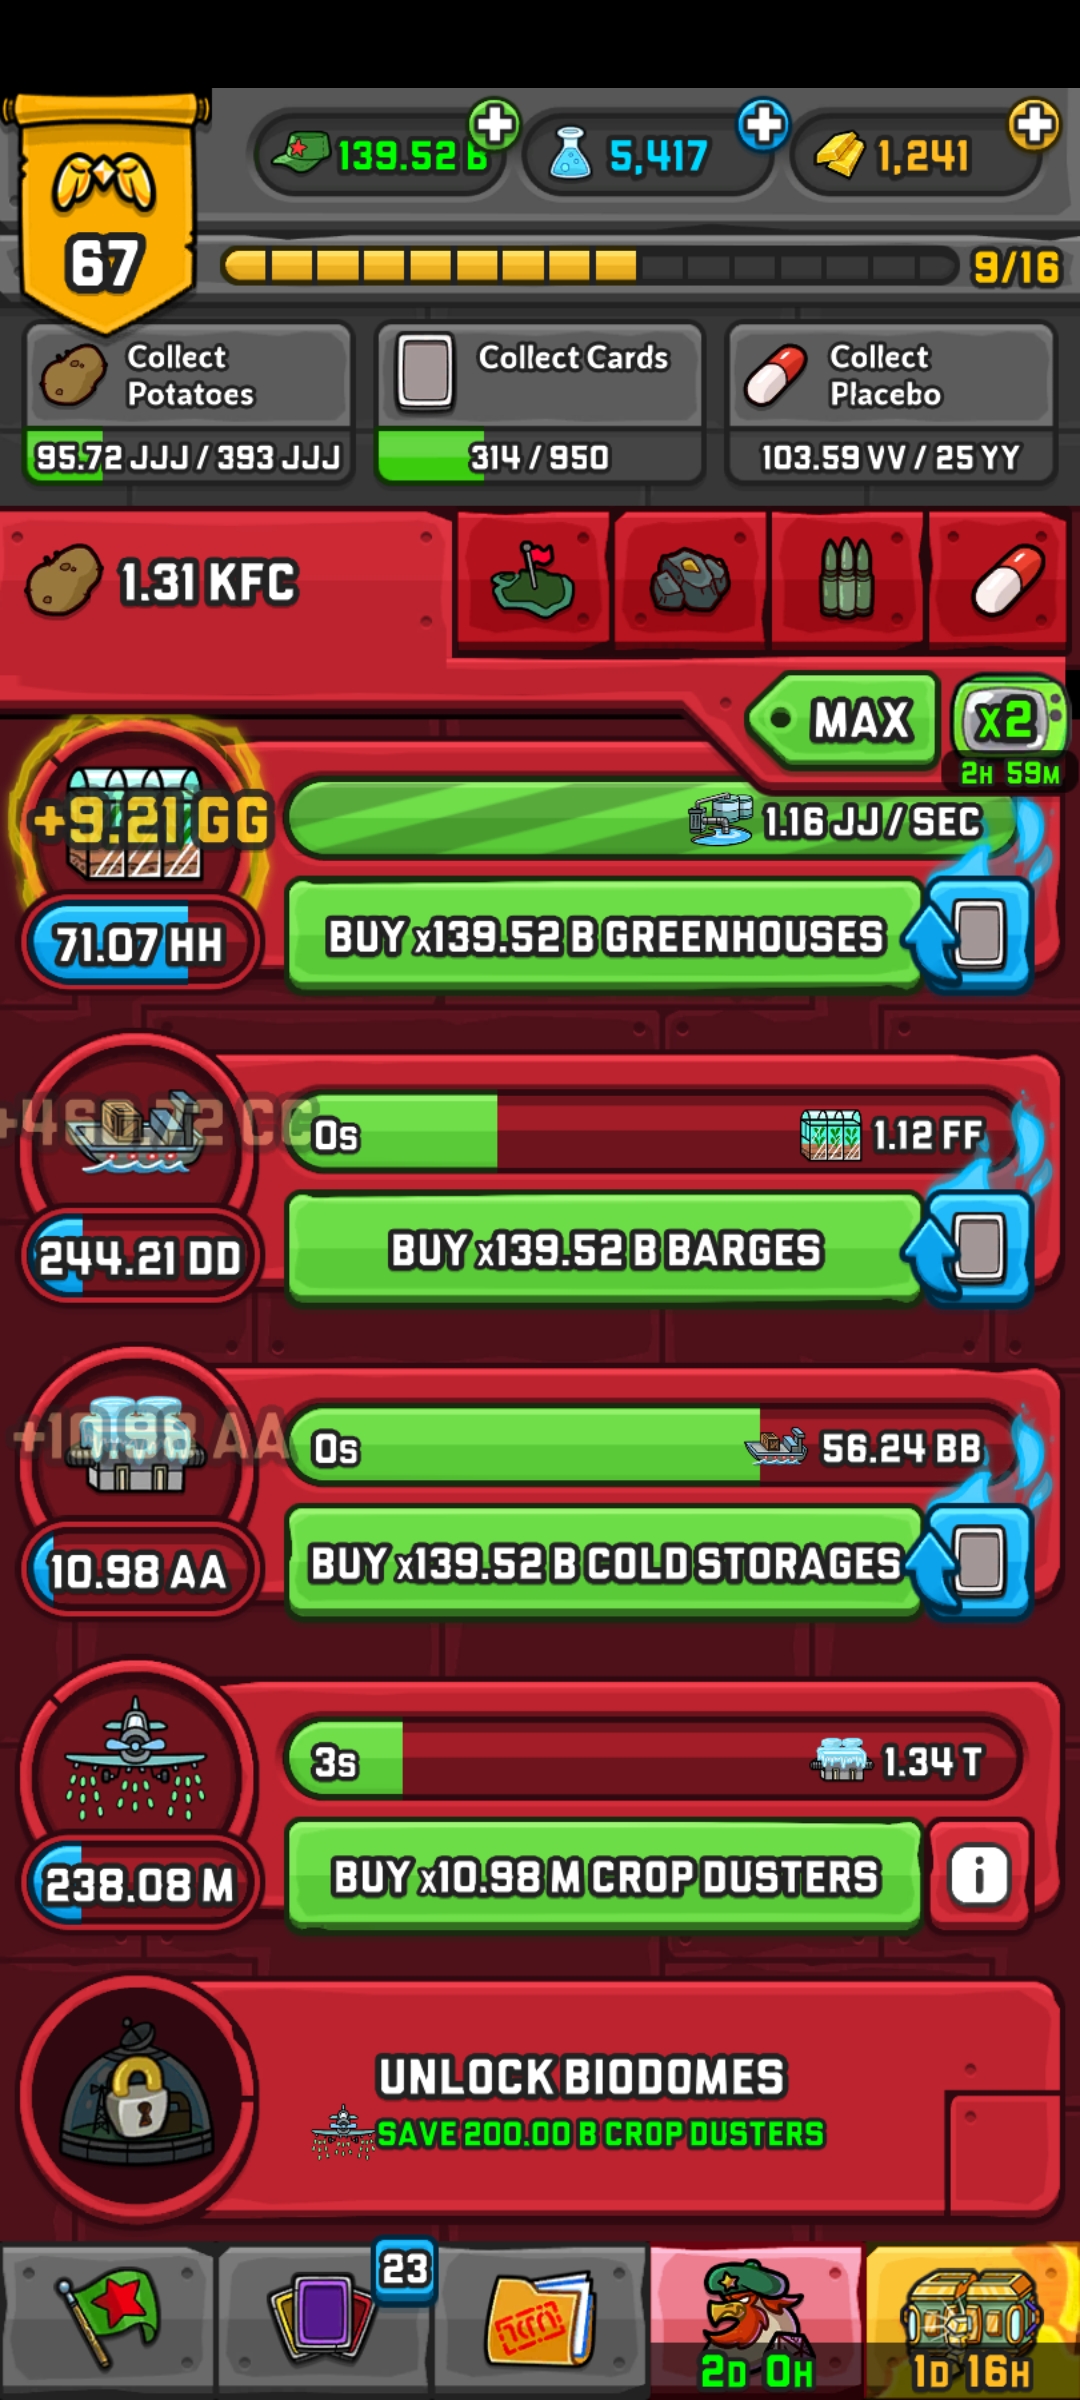 139.52 B
5,417
1,241
67
9/16
Collect
Potatoes
95.72 JJJ / 393 JJJ
Collect Cards
314 / 950
Collect
Placebo
103.59 VV / 25 YY
1.31 KFC
MAX
x2
2H 59M
+9.21 GG
1.16 JJ / SEC
71.07 HH
BUY x139.52 B GREENHOUSES
0s
1.12 FF
244.21 DD
BUY x139.52 B BARGES
+10.98 AA
0s
56.24 BB
10.98 AA
BUY x139.52 B COLD STORAGES
3s
1.34 T
238.08 M
BUY x10.98 M CROP DUSTERS
i
UNLOCK BIODOMES
SAVE 200.00 B CROP DUSTERS
23
2D 0H
1D 16H